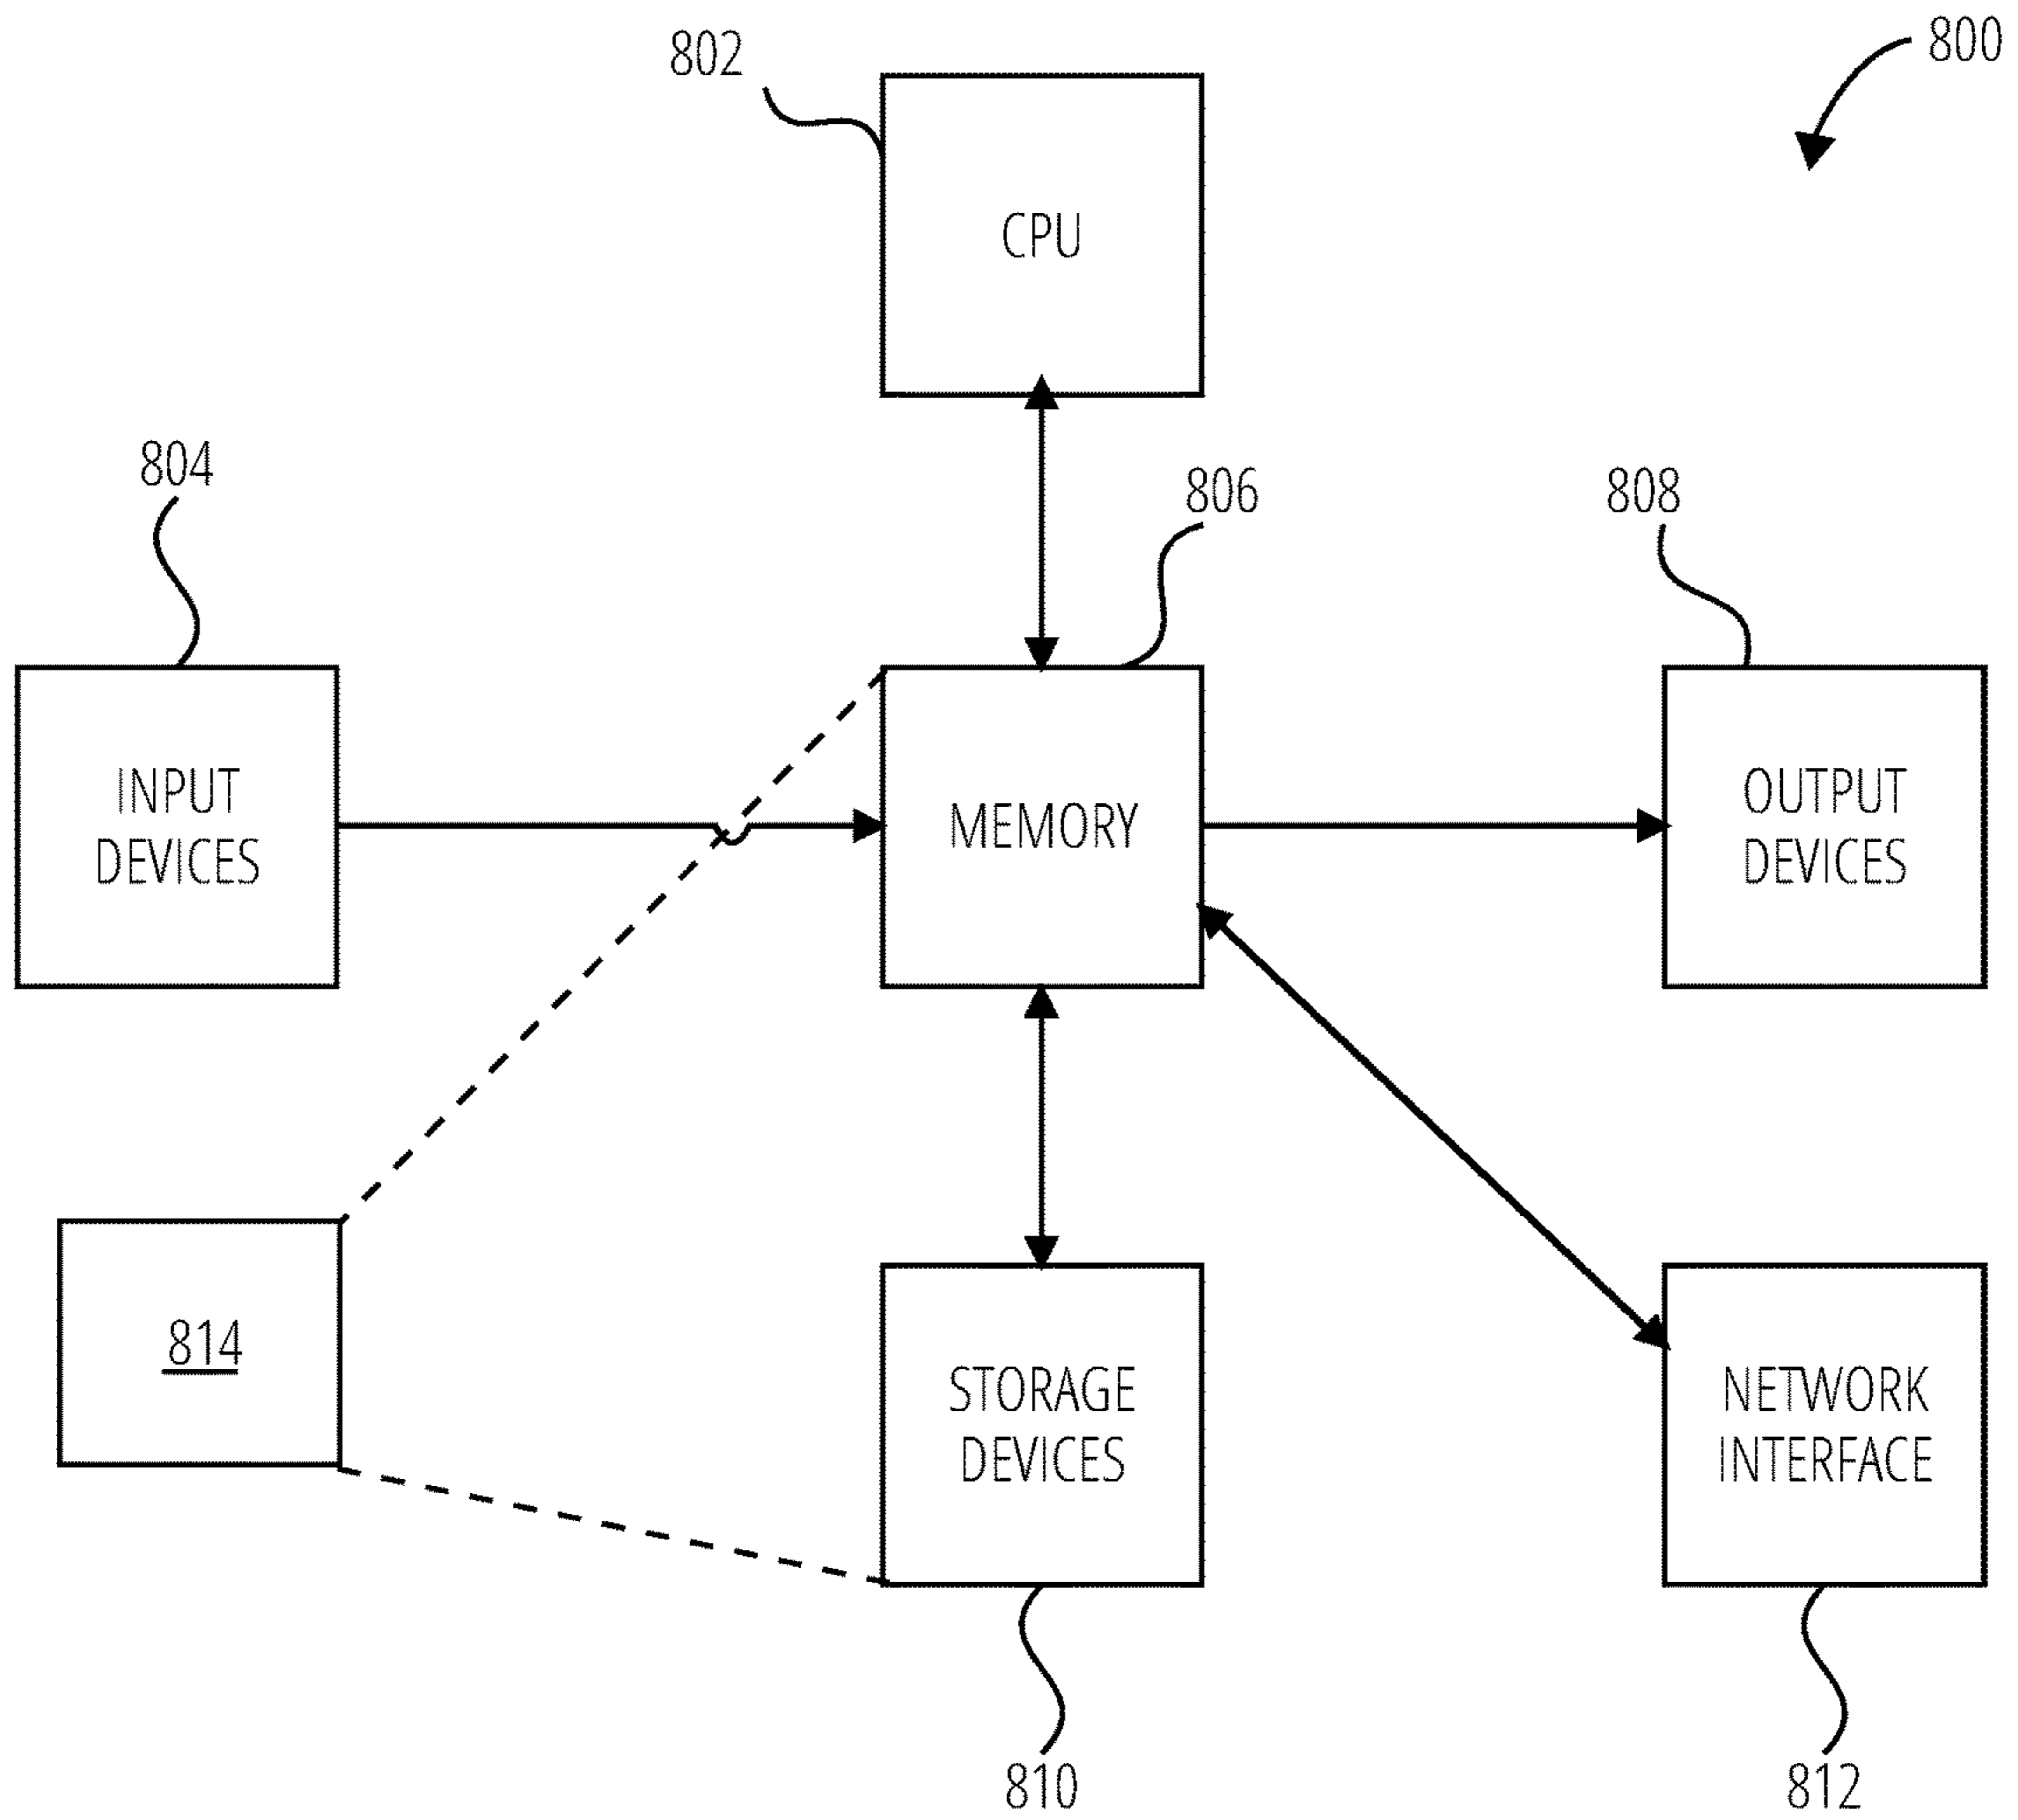 802
800
CPU
804
806
808
INPUT
DEVICES
MEMORY
OUTPUT
DEVICES
814
STORAGE
DEVICES
NETWORK
INTERFACE
810
812